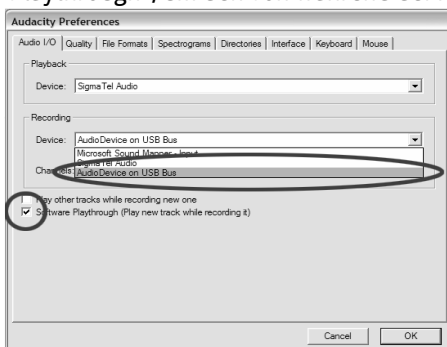 Audacity Preferences
Audio I/O Quality File Formats Spectrograms Directories Interface Keyboard Mouse
Playback
Device: SigmaTel Audio
Recording
Device: AudioDevice on USB Bus
Microsoft Sound Mapper - Input
SigmaTel Audio
Channels: AudioDevice on USB Bus
Play other tracks while recording new one
Software Playthrough (Play new track while recording it)
Cancel OK